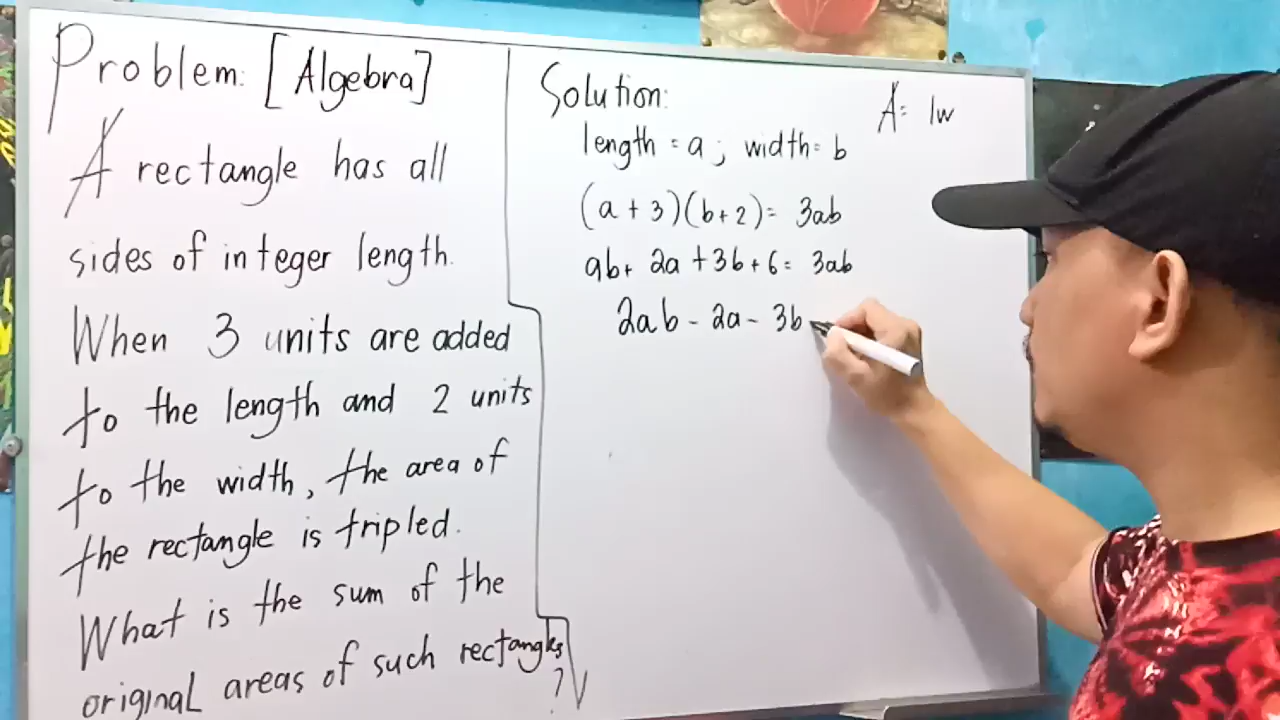 Problem: [Algebra]
A rectangle has all
sides of integer length.
When 3 units are added
to the length and 2 units
to the width, the area of
the rectangle is tripled.
What is the sum of the
original areas of such rectangles
?
Solution:
A= lw
length = a; width= b
(a + 3)(b+2)= 3ab
ab+ 2a +3b+6= 3ab
2ab - 2a - 3b